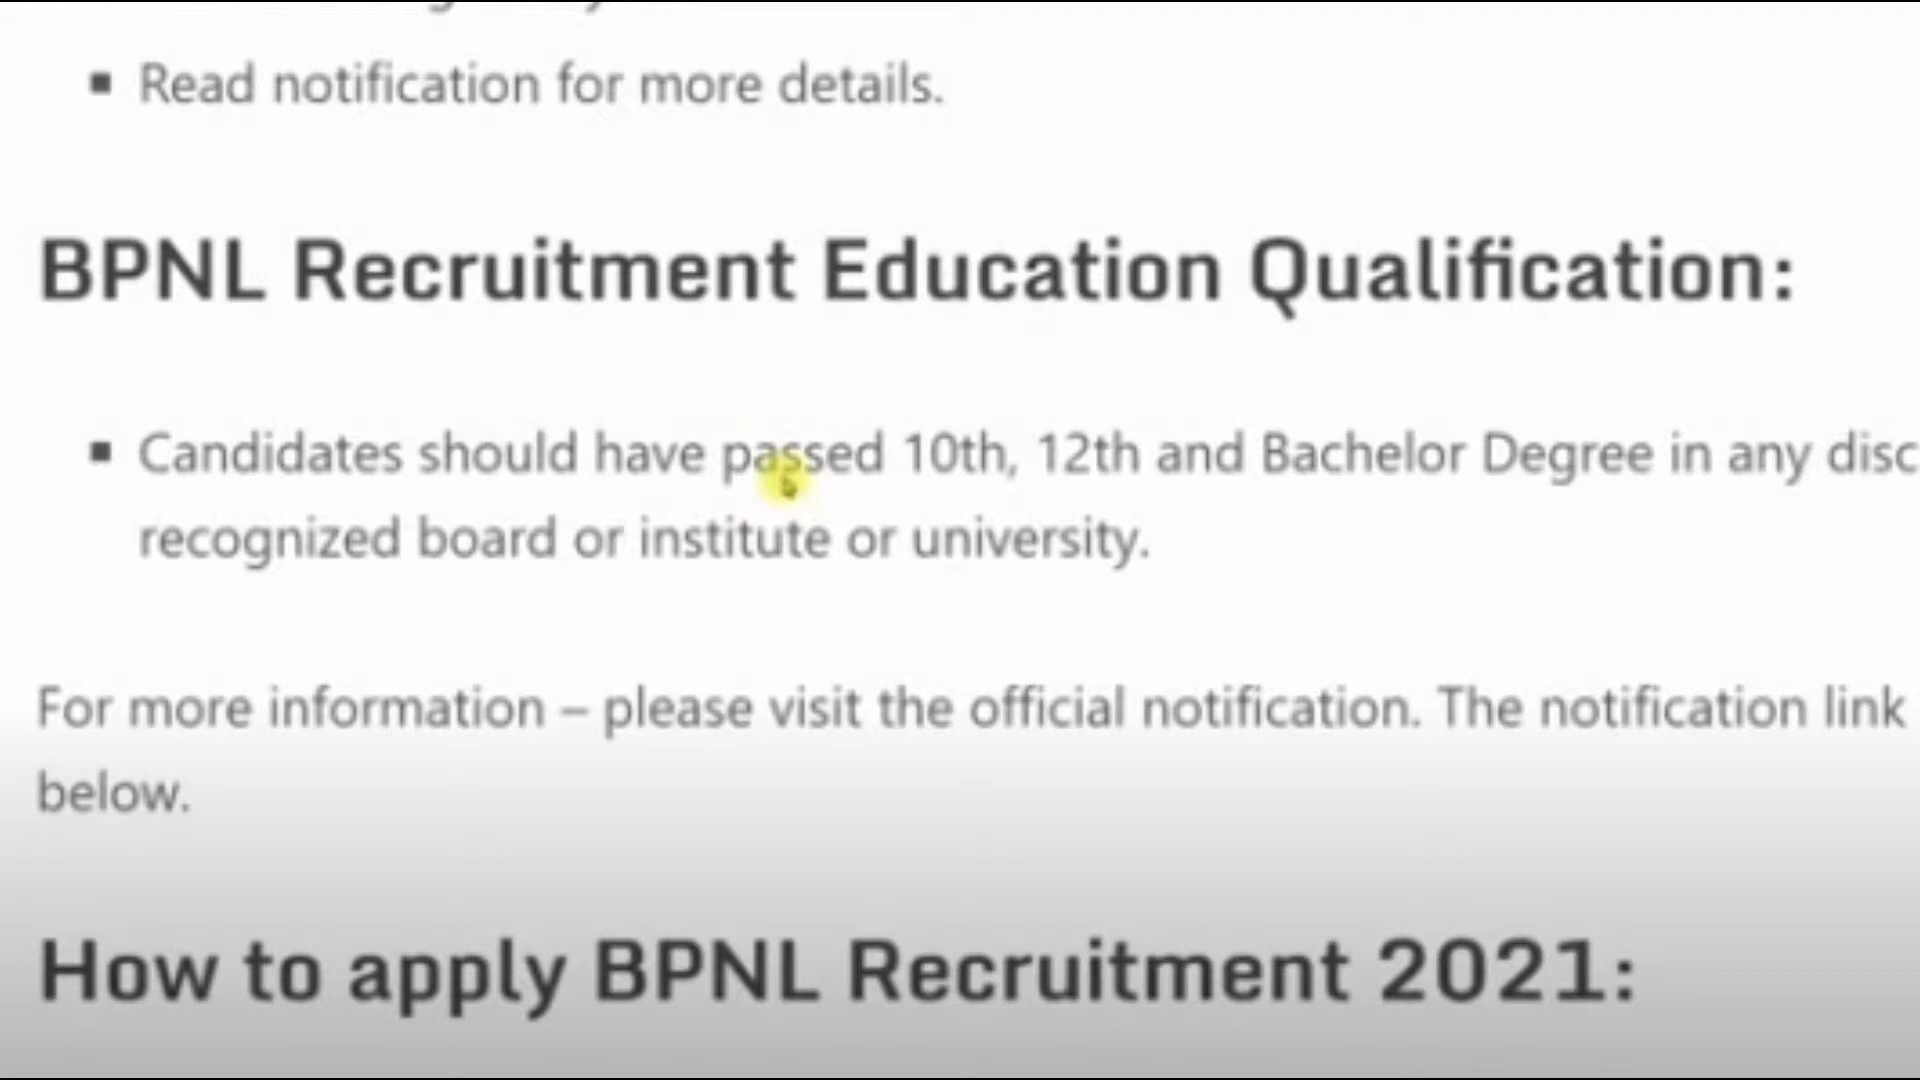 Read notification for more details.
BPNL Recruitment Education Qualification:
Candidates should have passed 10th, 12th and Bachelor Degree in any disc
recognized board or institute or university.
For more information – please visit the official notification. The notification link
below.
How to apply BPNL Recruitment 2021: